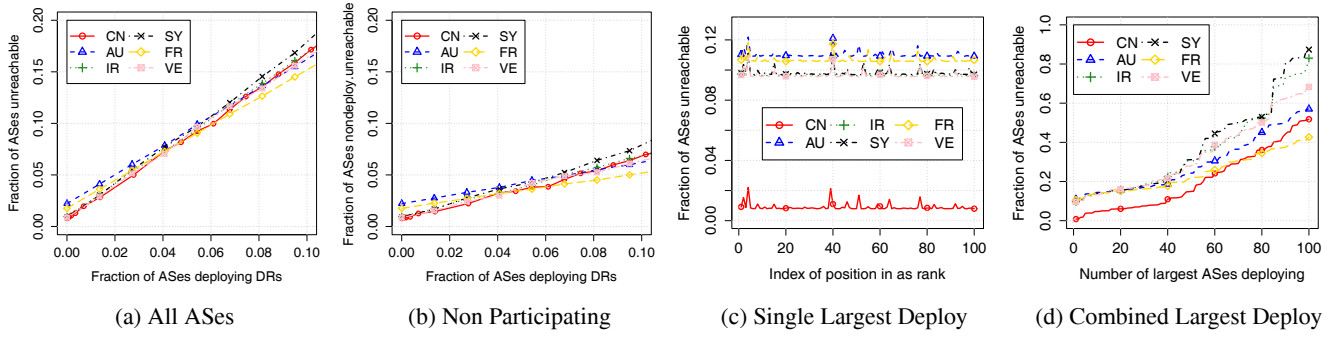 Fraction of ASes unreachable
0.20
0.15
0.10
0.05
0.00
CN
AU
IR
SY
FR
VE
0.00 0.02 0.04 0.06 0.08 0.10
Fraction of ASes deploying DRs
(a) All ASes
Fraction of ASes nondeploy,unreachable
0.20
0.15
0.10
0.05
0.00
CN
AU
IR
SY
FR
VE
0.00 0.02 0.04 0.06 0.08 0.10
Fraction of ASes deploying DRs
(b) Non Participating
Fraction of ASes unreachable
0.12
0.08
0.04
0.00
CN
AU
IR
SY
FR
VE
0 20 40 60 80 100
Index of position in as rank
(c) Single Largest Deploy
Fraction of ASes unreachable
1.0
0.8
0.6
0.4
0.2
0.0
CN
AU
IR
SY
FR
VE
0 20 40 60 80 100
Number of largest ASes deploying
(d) Combined Largest Deploy